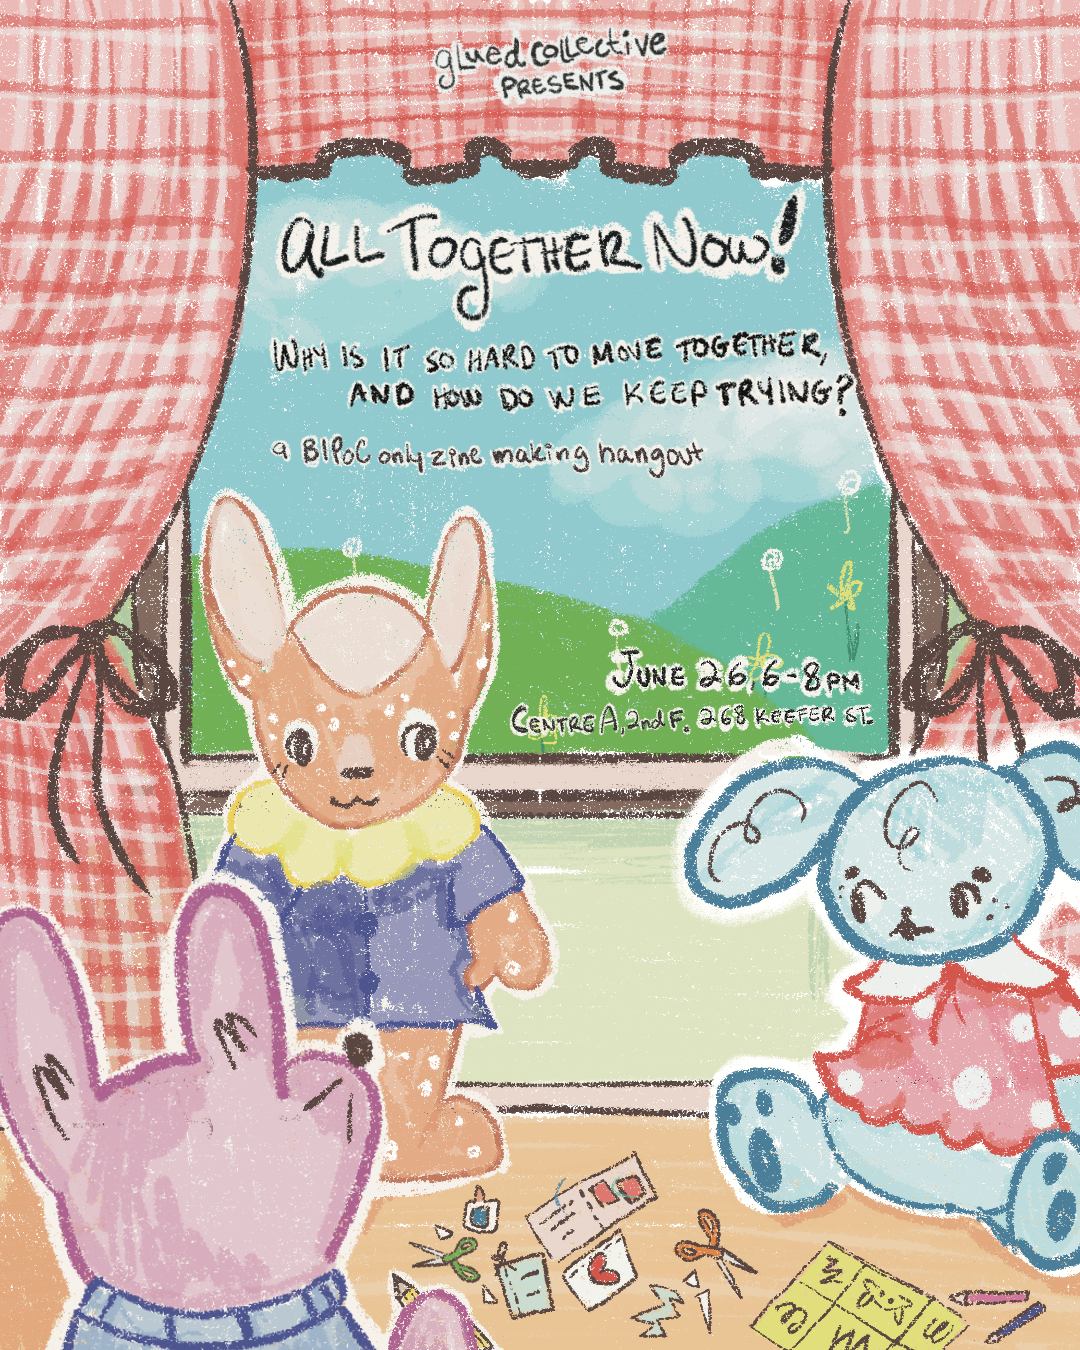 glued collective
PRESENTS
ALL TOgETHER NOW!
WHY IS IT SO HARD TO MOVE TOGETHER,
AND HOW DO WE KEEP TRYING?
a BIPoC only zine making hangout
JUNE 26, 6-8PM
CENTRE A, 2nd F. 268 KEEFER ST.